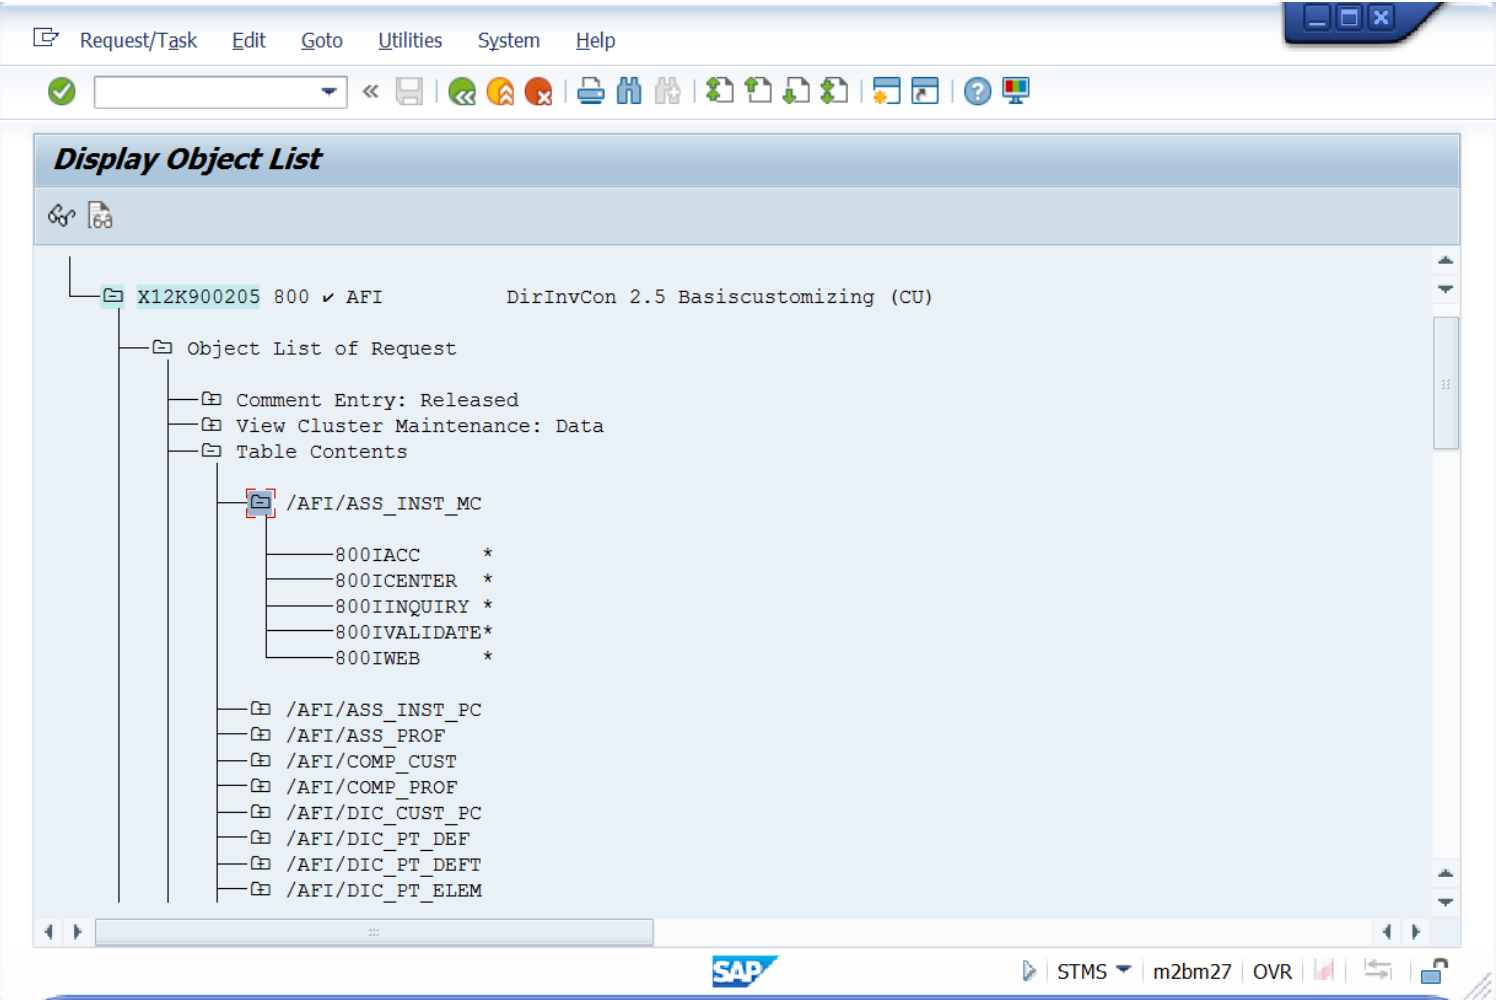 Request/Task Edit Goto Utilities System Help
Display Object List
X12K900205 800 ✔ AFI DirInvCon 2.5 Basiscustomizing (CU)
Object List of Request
Comment Entry: Released
View Cluster Maintenance: Data
Table Contents
/AFI/ASS_INST_MC
800IACC *
800ICENTER *
800IINQUIRY *
800IVALIDATE*
800IWEB *
/AFI/ASS_INST_PC
/AFI/ASS_PROF
/AFI/COMP_CUST
/AFI/COMP_PROF
/AFI/DIC_CUST_PC
/AFI/DIC_PT_DEF
/AFI/DIC_PT_DEFT
/AFI/DIC_PT_ELEM
SAP STMS m2bm27 OVR